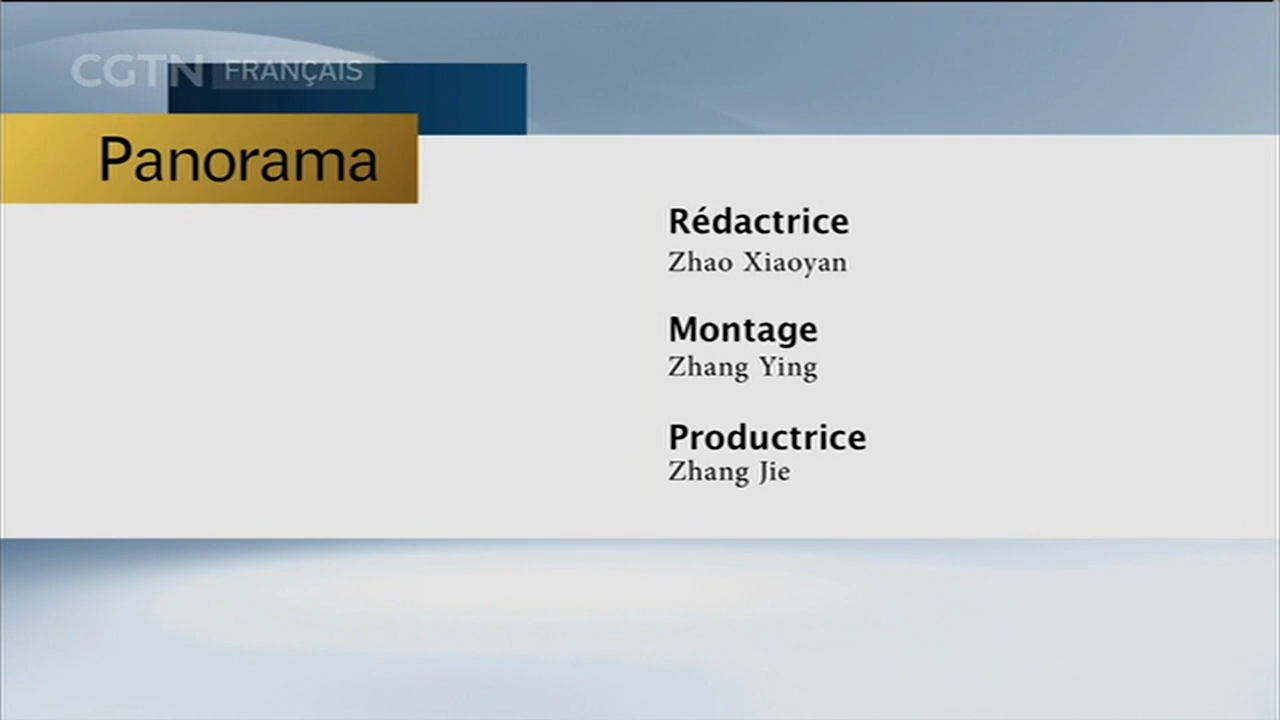 CGTN FRANÇAIS
Panorama
Rédactrice
Zhao Xiaoyan
Montage
Zhang Ying
Productrice
Zhang Jie